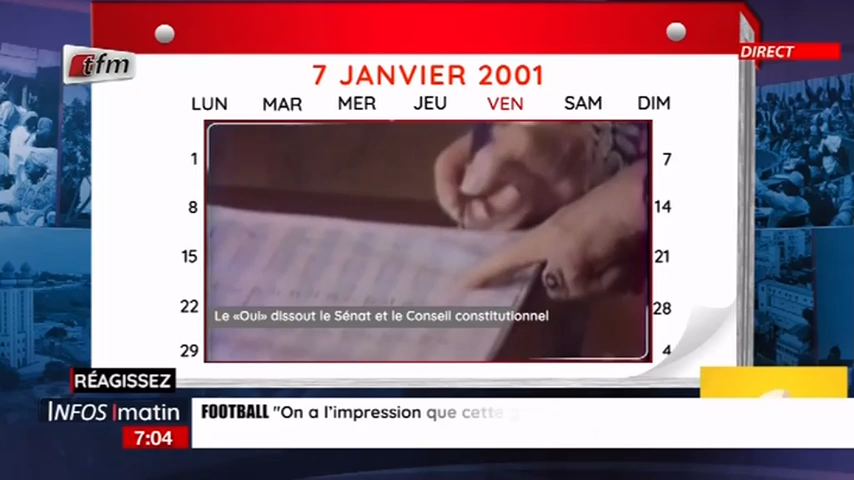 tfm
DIRECT
7 JANVIER 2001
LUN MAR MER JEU VEN SAM DIM
1 7
8 14
15 21
22 28
29 4
Le «Oui» dissout le Sénat et le Conseil constitutionnel
RÉAGISSEZ
INFOS matin
7:04
FOOTBALL "On a l'impression que cette